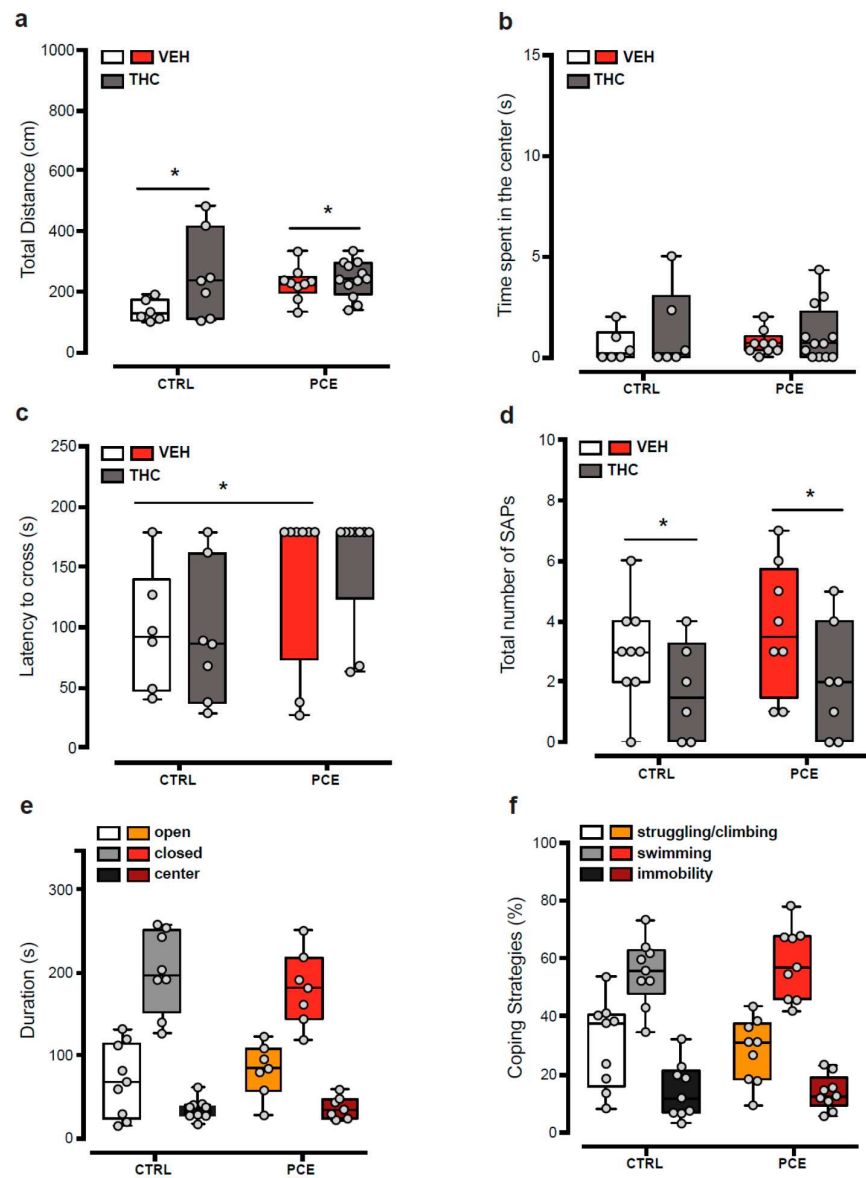 a
Total Distance (cm)
1000
800
600
400
200
0
VEH
THC
*
*
CTRL
PCE
b
Time spent in the center (s)
15
10
5
0
VEH
THC
CTRL
PCE
c
Latency to cross (s)
250
200
150
100
50
0
VEH
THC
*
CTRL
PCE
d
Total number of SAPs
10
8
6
4
2
0
VEH
THC
*
*
CTRL
PCE
e
Duration (s)
300
200
100
0
open
closed
center
CTRL
PCE
f
Coping Strategies (%)
100
80
60
40
20
0
struggling/climbing
swimming
immobility
CTRL
PCE